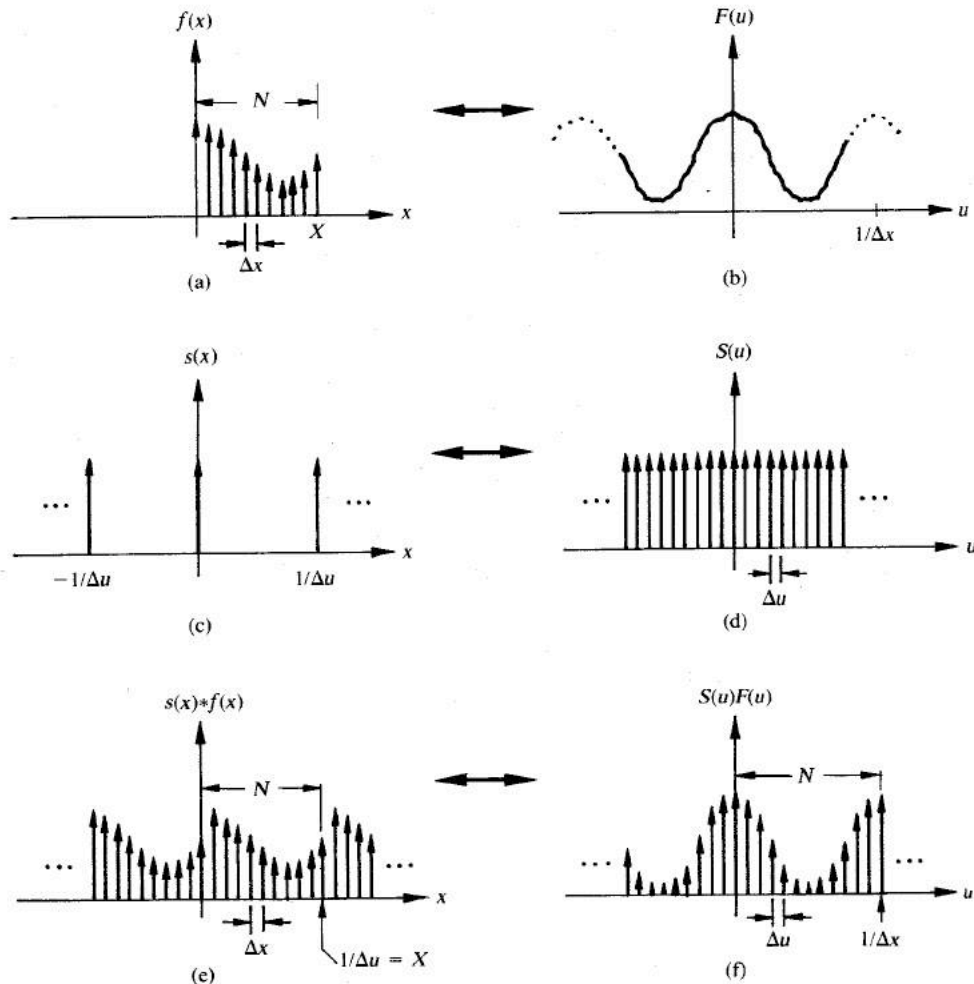 f(x)
F(u)
N
x
X
Δx
(a)
u
1/Δx
(b)
s(x)
S(u)
...
...
x
−1/Δu
1/Δu
(c)
...
...
u
Δu
(d)
s(x)*f(x)
S(u)F(u)
N
...
...
x
Δx
1/Δu = X
(e)
N
...
...
u
Δu
1/Δx
(f)